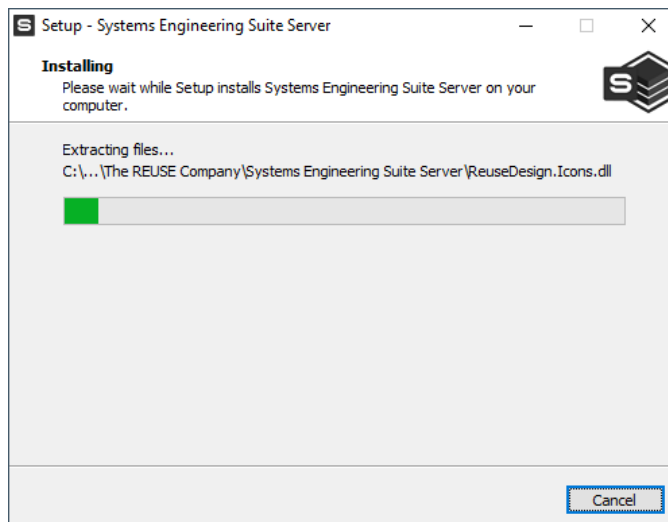 S Setup - Systems Engineering Suite Server
Installing
Please wait while Setup installs Systems Engineering Suite Server on your
computer.
S
Extracting files...
C:\...\The REUSE Company\Systems Engineering Suite Server\ReuseDesign.Icons.dll
Cancel